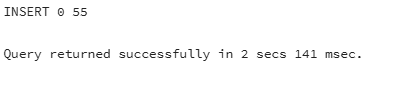 INSERT 0 55
Query returned successfully in 2 secs 141 msec.